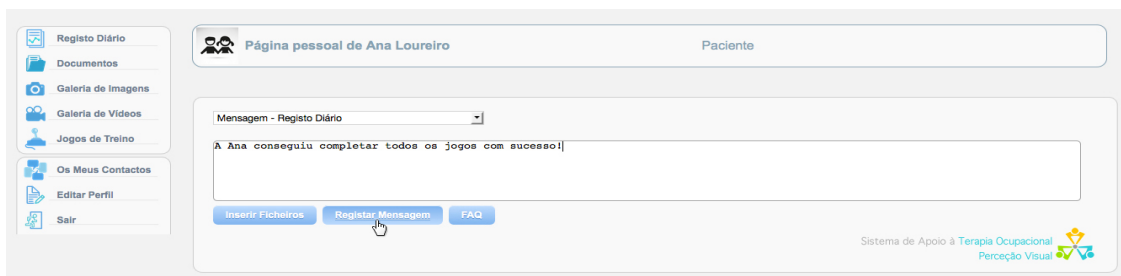 Registo Diário
Documentos
Galeria de Imagens
Galeria de Vídeos
Jogos de Treino
Os Meus Contactos
Editar Perfil
Sair
Página pessoal de Ana Loureiro
Paciente
Mensagem - Registo Diário
A Ana conseguiu completar todos os jogos com sucesso!
Inserir Ficheiros
Registar Mensagem
FAQ
Sistema de Apoio à Terapia Ocupacional
Perceção Visual